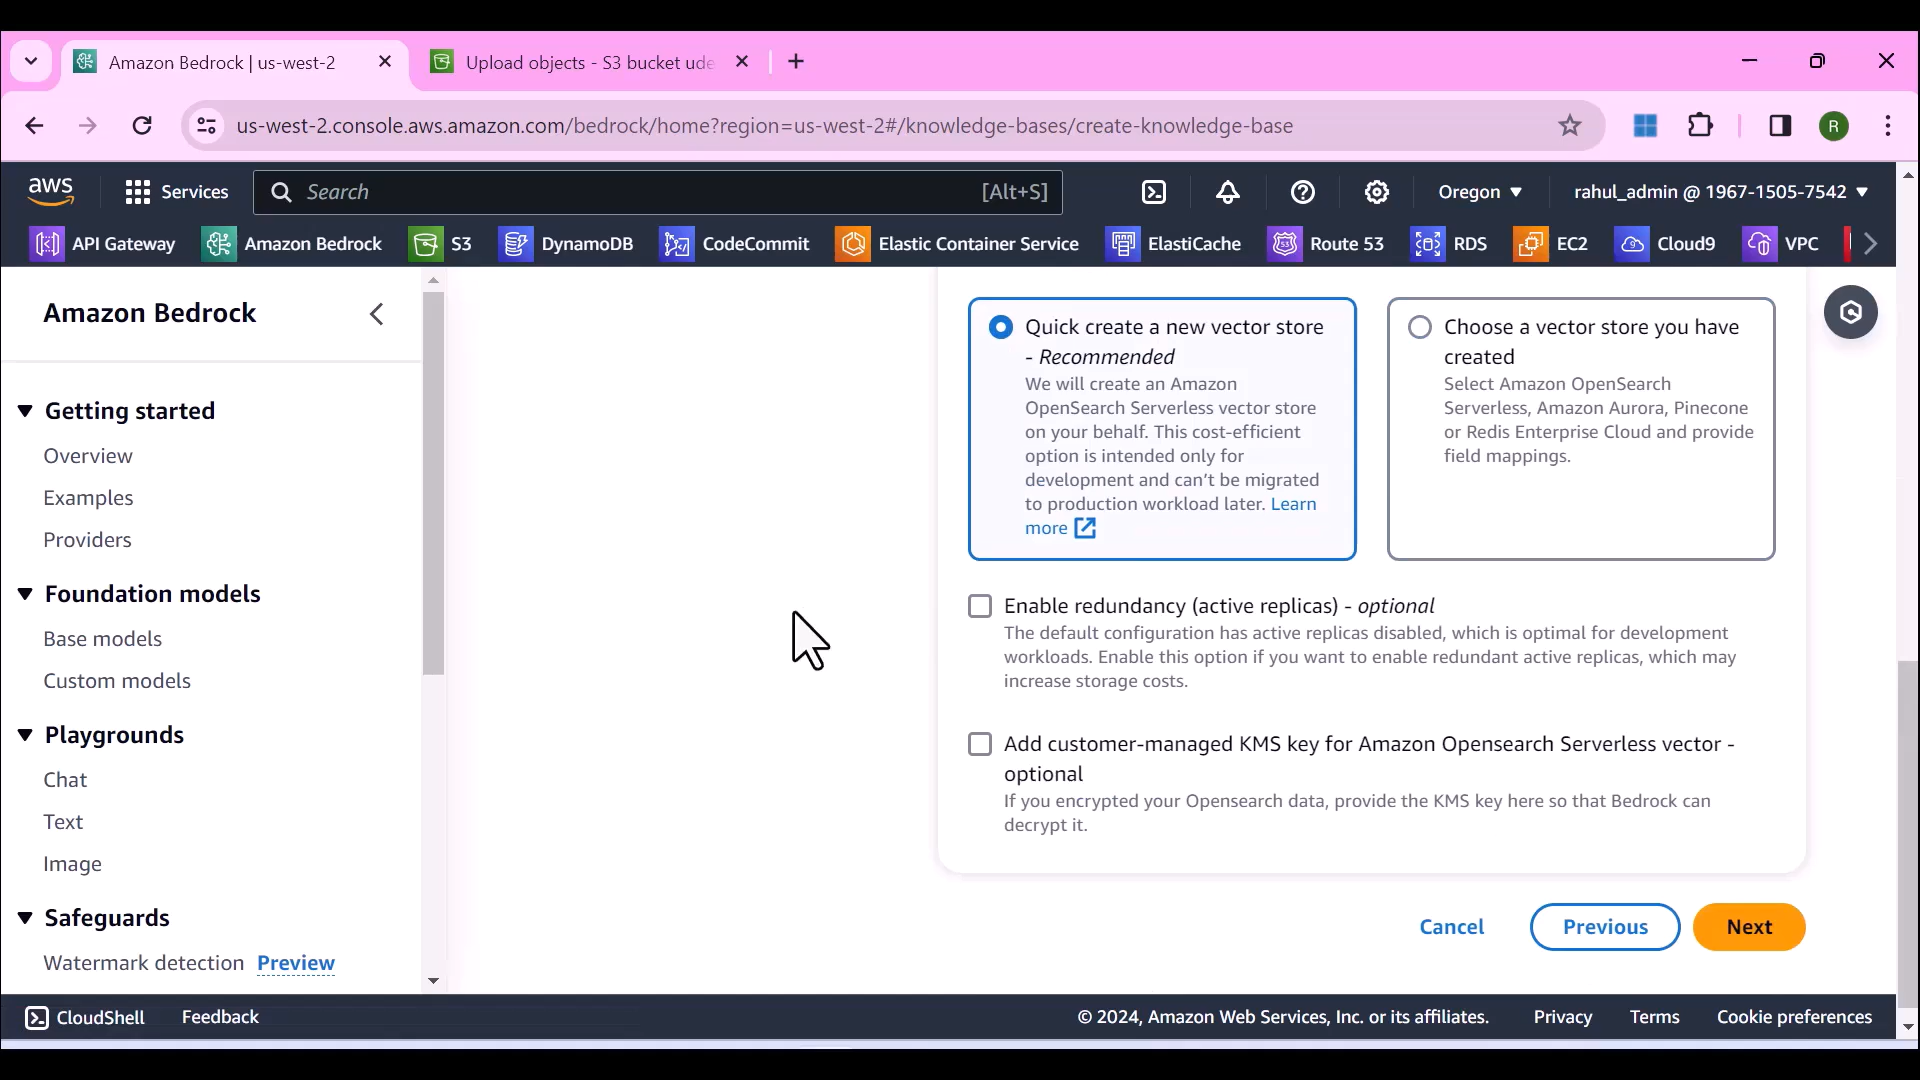 Amazon Bedrock | us-west-2
Upload objects - S3 bucket ude
us-west-2.console.aws.amazon.com/bedrock/home?region=us-west-2#/knowledge-bases/create-knowledge-base
R
aws
Services
Search
[Alt+S]
Oregon
rahul_admin @ 1967-1505-7542
API Gateway
Amazon Bedrock
S3
DynamoDB
CodeCommit
Elastic Container Service
ElastiCache
Route 53
RDS
EC2
Cloud9
VPC
Amazon Bedrock
Getting started
Overview
Examples
Providers
Foundation models
Base models
Custom models
Playgrounds
Chat
Text
Image
Safeguards
Watermark detection Preview
Quick create a new vector store
- Recommended
We will create an Amazon
OpenSearch Serverless vector store
on your behalf. This cost-efficient
option is intended only for
development and can't be migrated
to production workload later. Learn
more
Choose a vector store you have
created
Select Amazon OpenSearch
Serverless, Amazon Aurora, Pinecone
or Redis Enterprise Cloud and provide
field mappings.
Enable redundancy (active replicas) - optional
The default configuration has active replicas disabled, which is optimal for development
workloads. Enable this option if you want to enable redundant active replicas, which may
increase storage costs.
Add customer-managed KMS key for Amazon Opensearch Serverless vector -
optional
If you encrypted your Opensearch data, provide the KMS key here so that Bedrock can
decrypt it.
Cancel
Previous
Next
CloudShell
Feedback
© 2024, Amazon Web Services, Inc. or its affiliates.
Privacy
Terms
Cookie preferences